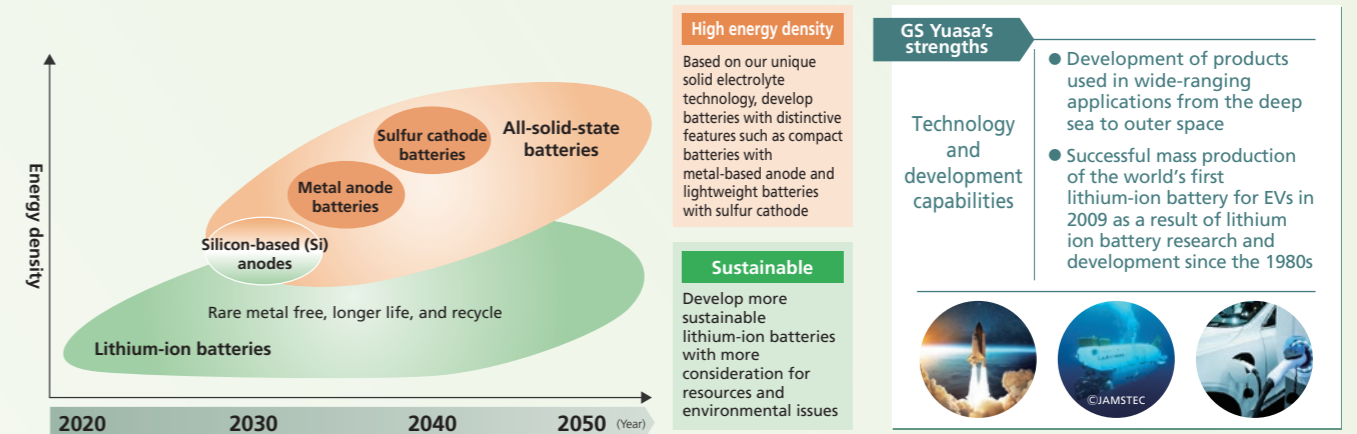 Energy density
Sulfur cathode
batteries
All-solid-state
batteries
Metal anode
batteries
Silicon-based (Si)
anodes
Rare metal free, longer life, and recycle
Lithium-ion batteries
2020 2030 2040 2050 (Year)
High energy density
Based on our unique
solid electrolyte
technology, develop
batteries with distinctive
features such as compact
batteries with
metal-based anode and
lightweight batteries
with sulfur cathode
Sustainable
Develop more
sustainable
lithium-ion batteries
with more
consideration for
resources and
environmental issues
GS Yuasa's
strengths
Technology
and
development
capabilities
● Development of products
used in wide-ranging
applications from the deep
sea to outer space
● Successful mass production
of the world's first
lithium-ion battery for EVs in
2009 as a result of lithium
ion battery research and
development since the 1980s
©JAMSTEC